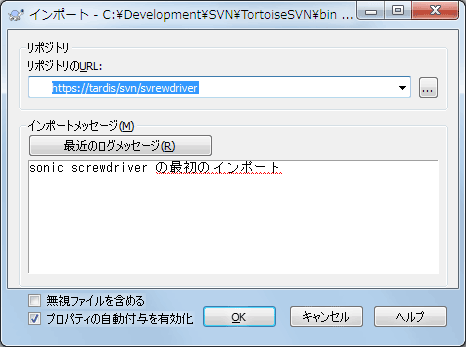 インポート - C:¥Development¥SVN¥TortoiseSVN¥bin ...
リポジトリ
リポジトリのURL:
https://tardis/svn/svrewdriver
...
インポートメッセージ(M)
最近のログメッセージ(R)
sonic screwdriver の最初のインポート
無視ファイルを含める
プロパティの自動付与を有効化
OK
キャンセル
ヘルプ